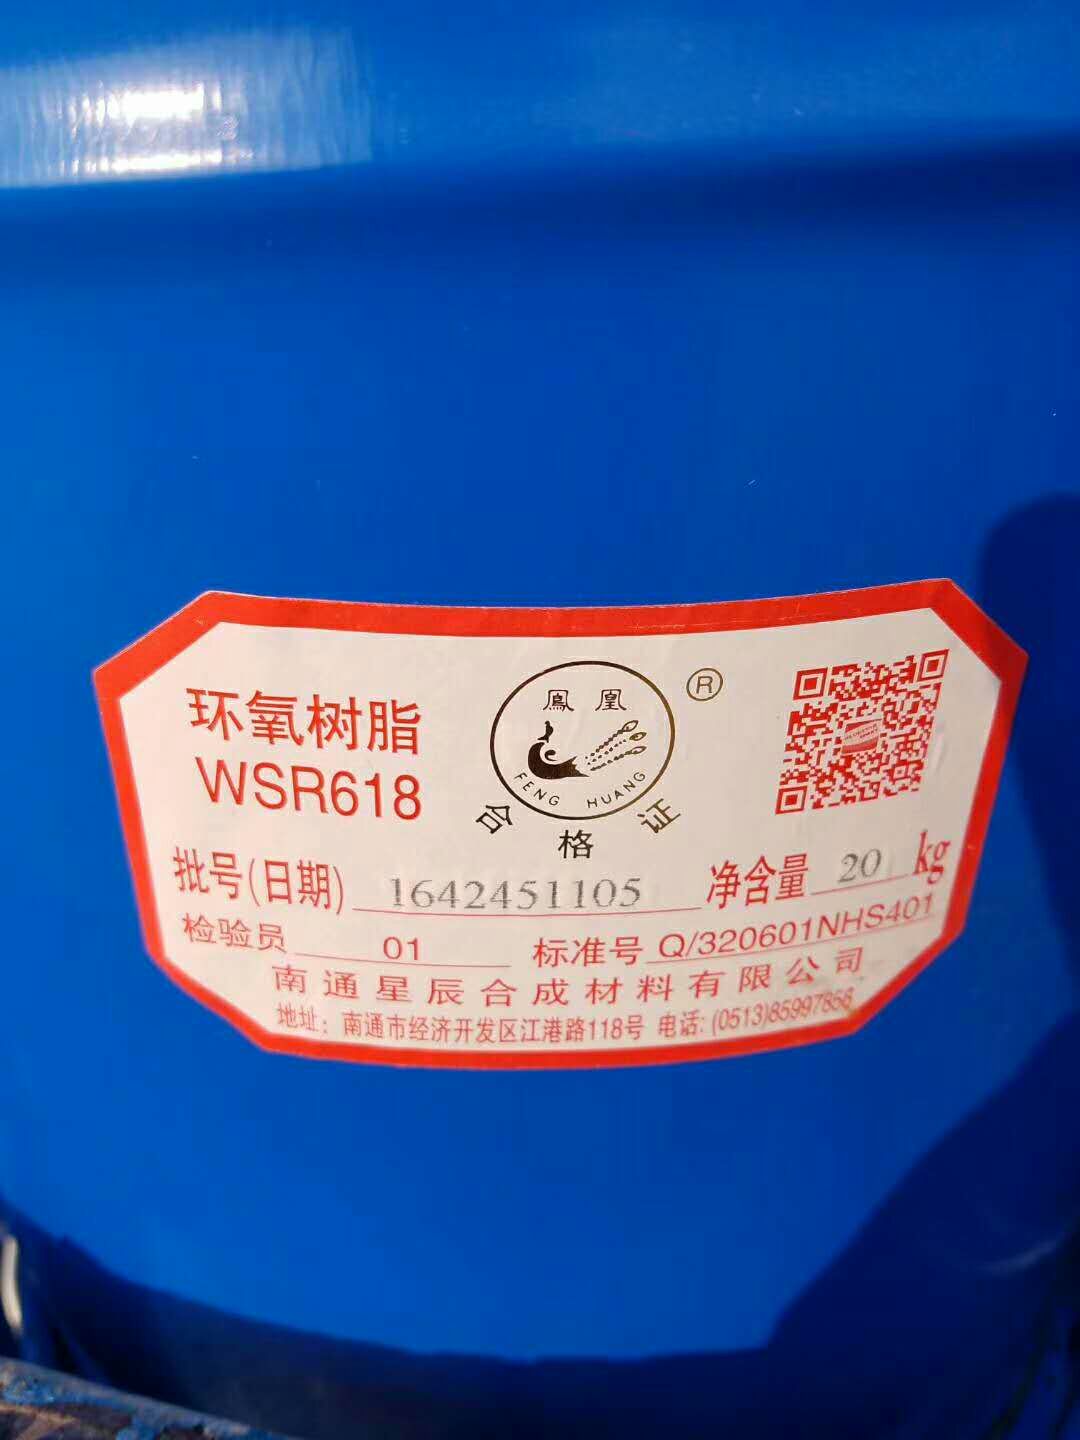 鳳凰
®
FENG HUANG
环氧树脂
WSR618
合格证
批号(日期) 1642451105 净含量 20 kg
检验员 01 标准号 Q/320601NHS401
南通星辰合成材料有限公司
地址：南通市经济开发区江港路118号 电话: (0513)85997858